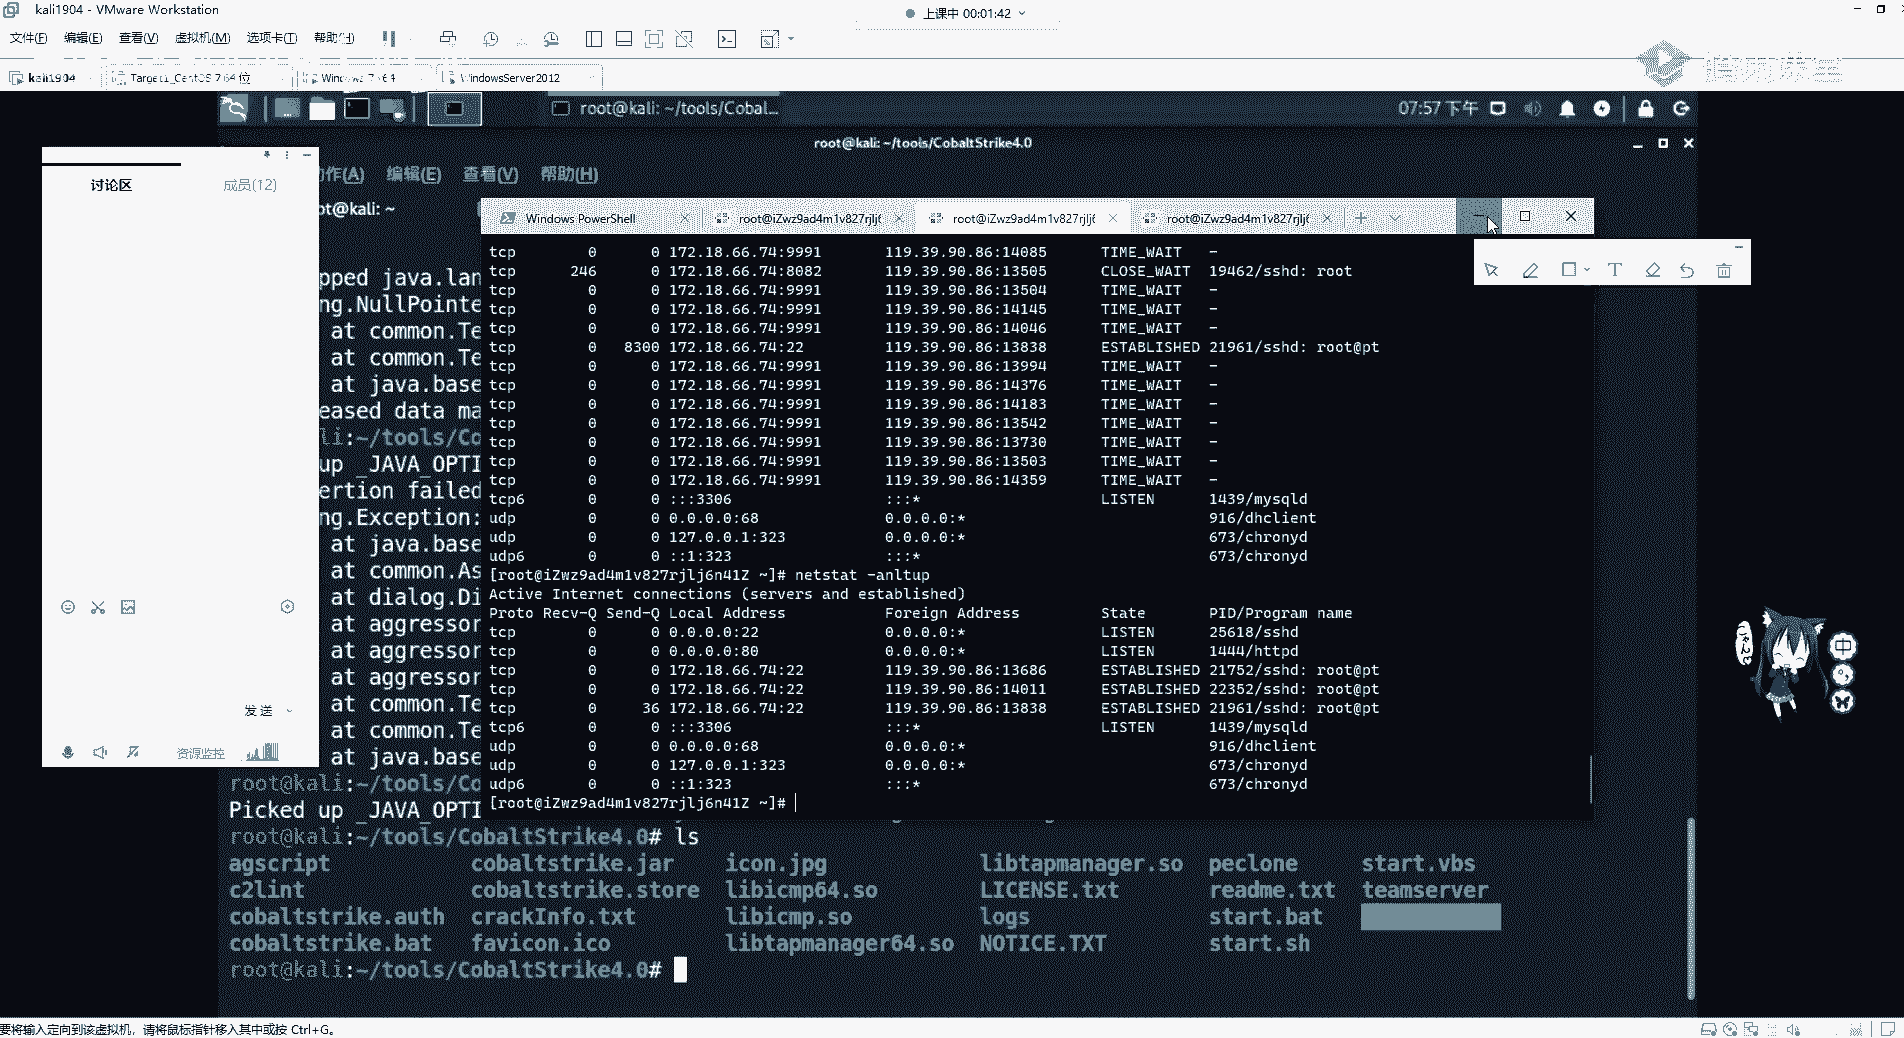 kali1904 - VMware Workstation
上课中 00:01:42
文件(F) 编辑(E) 查看(V) 虚拟机(M) 选项卡(T) 帮助(H)
腾讯课堂
kali1904
Target1_CentOS 7 64 位
Windows 7 x64
WindowsServer2012
root@kali: ~/tools/Cobal...
07:57 下午
root@kali: ~/tools/CobaltStrike4.0
讨论区
成员(12)
动作(A) 编辑(E) 查看(V) 帮助(H)
ot@kali: ~
Windows PowerShell
root@iZwz9ad4m1v827rjlj6
root@iZwz9ad4m1v827rjlj6
root@iZwz9ad4m1v827rjlj6
tcp 0 0 172.18.66.74:9991 119.39.90.86:14085 TIME_WAIT -
tcp 246 0 172.18.66.74:8082 119.39.90.86:13505 CLOSE_WAIT 19462/sshd: root
tcp 0 0 172.18.66.74:9991 119.39.90.86:13504 TIME_WAIT -
tcp 0 0 172.18.66.74:9991 119.39.90.86:14145 TIME_WAIT -
tcp 0 0 172.18.66.74:9991 119.39.90.86:14046 TIME_WAIT -
tcp 0 8300 172.18.66.74:22 119.39.90.86:13838 ESTABLISHED 21961/sshd: root@pt
tcp 0 0 172.18.66.74:9991 119.39.90.86:13994 TIME_WAIT -
tcp 0 0 172.18.66.74:9991 119.39.90.86:14376 TIME_WAIT -
tcp 0 0 172.18.66.74:9991 119.39.90.86:14183 TIME_WAIT -
tcp 0 0 172.18.66.74:9991 119.39.90.86:13542 TIME_WAIT -
tcp 0 0 172.18.66.74:9991 119.39.90.86:13730 TIME_WAIT -
tcp 0 0 172.18.66.74:9991 119.39.90.86:13503 TIME_WAIT -
tcp 0 0 172.18.66.74:9991 119.39.90.86:14359 TIME_WAIT -
tcp6 0 0 :::3306 :::* LISTEN 1439/mysqld
udp 0 0 0.0.0.0:68 0.0.0.0:* 916/dhclient
udp 0 0 127.0.0.1:323 0.0.0.0:* 673/chronyd
udp6 0 0 ::1:323 :::* 673/chronyd
[root@iZwz9ad4m1v827rjlj6n41Z ~]# netstat -anltup
Active Internet connections (servers and established)
Proto Recv-Q Send-Q Local Address Foreign Address State PID/Program name
tcp 0 0 0.0.0.0:22 0.0.0.0:* LISTEN 25618/sshd
tcp 0 0 0.0.0.0:80 0.0.0.0:* LISTEN 1444/httpd
tcp 0 0 172.18.66.74:22 119.39.90.86:13686 ESTABLISHED 21752/sshd: root@pt
tcp 0 0 172.18.66.74:22 119.39.90.86:14011 ESTABLISHED 22352/sshd: root@pt
tcp 0 36 172.18.66.74:22 119.39.90.86:13838 ESTABLISHED 21961/sshd: root@pt
tcp6 0 0 :::3306 :::* LISTEN 1439/mysqld
udp 0 0 0.0.0.0:68 0.0.0.0:* 916/dhclient
udp 0 0 127.0.0.1:323 0.0.0.0:* 673/chronyd
udp6 0 0 ::1:323 :::* 673/chronyd
[root@iZwz9ad4m1v827rjlj6n41Z ~]#
pped java.lan
ng.NullPointe
at common.Te
at common.Te
at java.base
eased data ma
li:~/tools/Co
up _JAVA_OPTI
ertion failed
ng.Exception:
at java.base
at common.As
at dialog.Di
at aggressor
at aggressor
at aggressor
at common.Te
at common.Te
at java.base
发送
资源监控
中
root@kali:~/tools/Co
Picked up _JAVA_OPTI
root@kali:~/tools/CobaltStrike4.0# ls
agscript cobaltstrike.jar icon.jpg libtapmanager.so peclone start.vbs
c2lint cobaltstrike.store libicmp64.so LICENSE.txt readme.txt teamserver
cobaltstrike.auth crackInfo.txt libicmp.so logs start.bat
cobaltstrike.bat favicon.ico libtapmanager64.so NOTICE.TXT start.sh
root@kali:~/tools/CobaltStrike4.0#
要将输入定向到该虚拟机，请将鼠标指针移入其中或按 Ctrl+G。